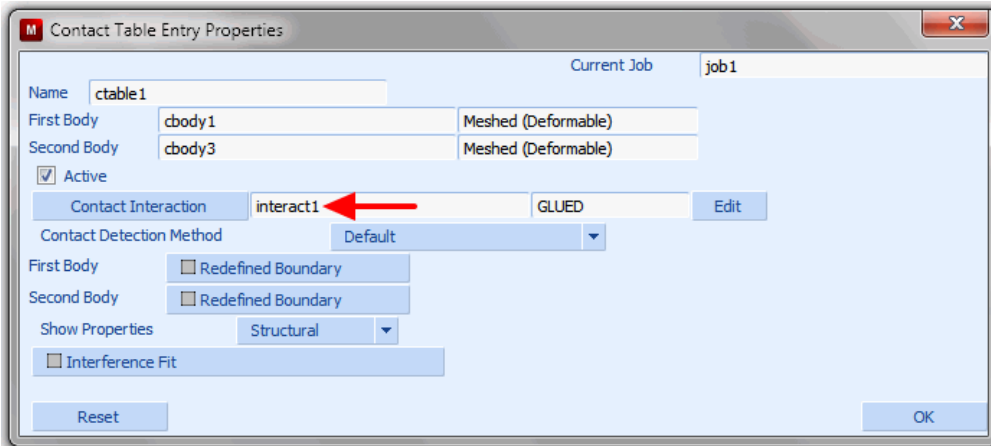 M Contact Table Entry Properties X
Current Job job1
Name ctable1
First Body cbody1 Meshed (Deformable)
Second Body cbody3 Meshed (Deformable)
Active
Contact Interaction interact1 GLUED Edit
Contact Detection Method Default
First Body Redefined Boundary
Second Body Redefined Boundary
Show Properties Structural
Interference Fit
Reset OK